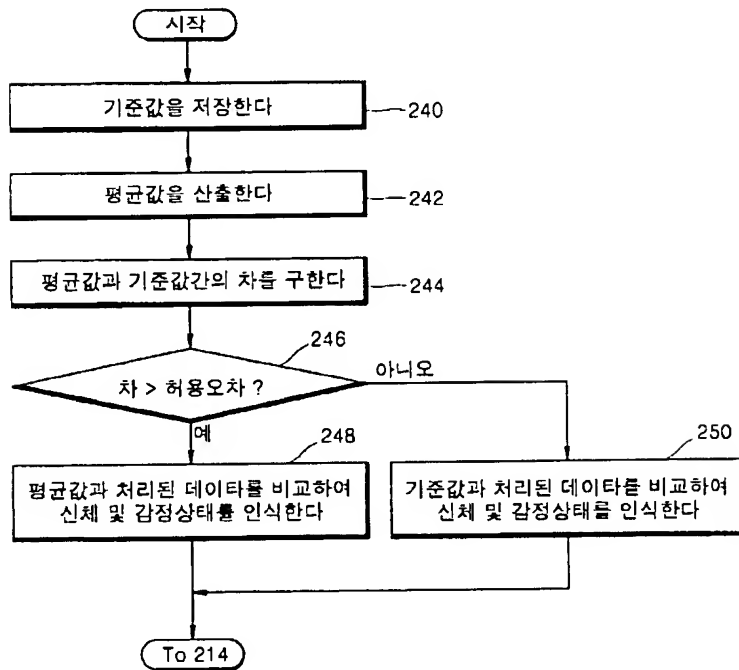 시작
기준값을 저장한다
240
평균값을 산출한다
242
평균값과 기준값간의 차를 구한다
244
246
차 > 허용오차 ?
아니오
예
248
평균값과 처리된 데이타를 비교하여
신체 및 감정상태를 인식한다
250
기준값과 처리된 데이타를 비교하여
신체 및 감정상태를 인식한다
To 214